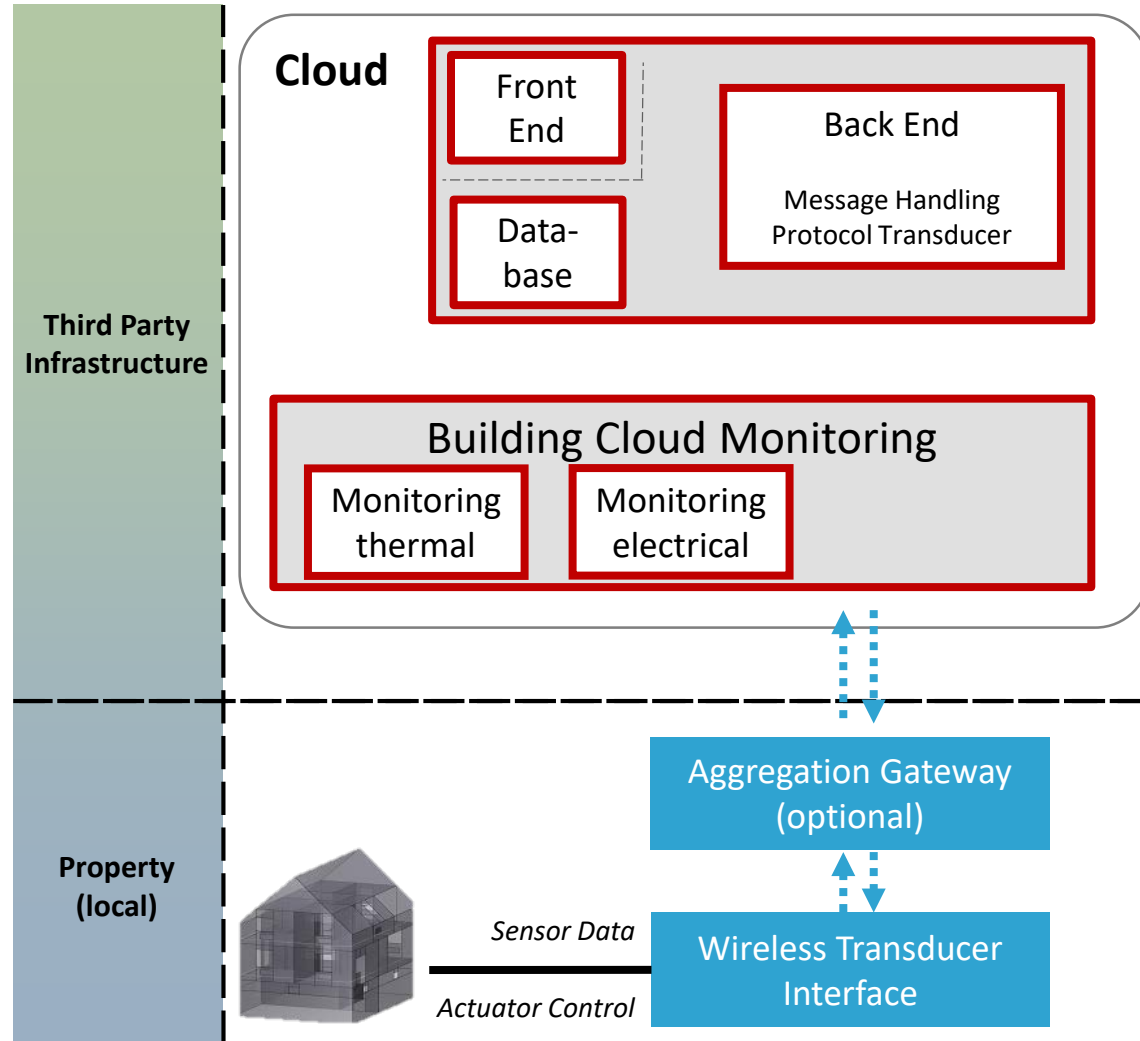 Cloud
Front
End
Data-
base
Back End
Message Handling
Protocol Transducer
Third Party
Infrastructure
Building Cloud Monitoring
Monitoring
thermal
Monitoring
electrical
Aggregation Gateway
(optional)
Property
(local)
Sensor Data
Actuator Control
Wireless Transducer
Interface